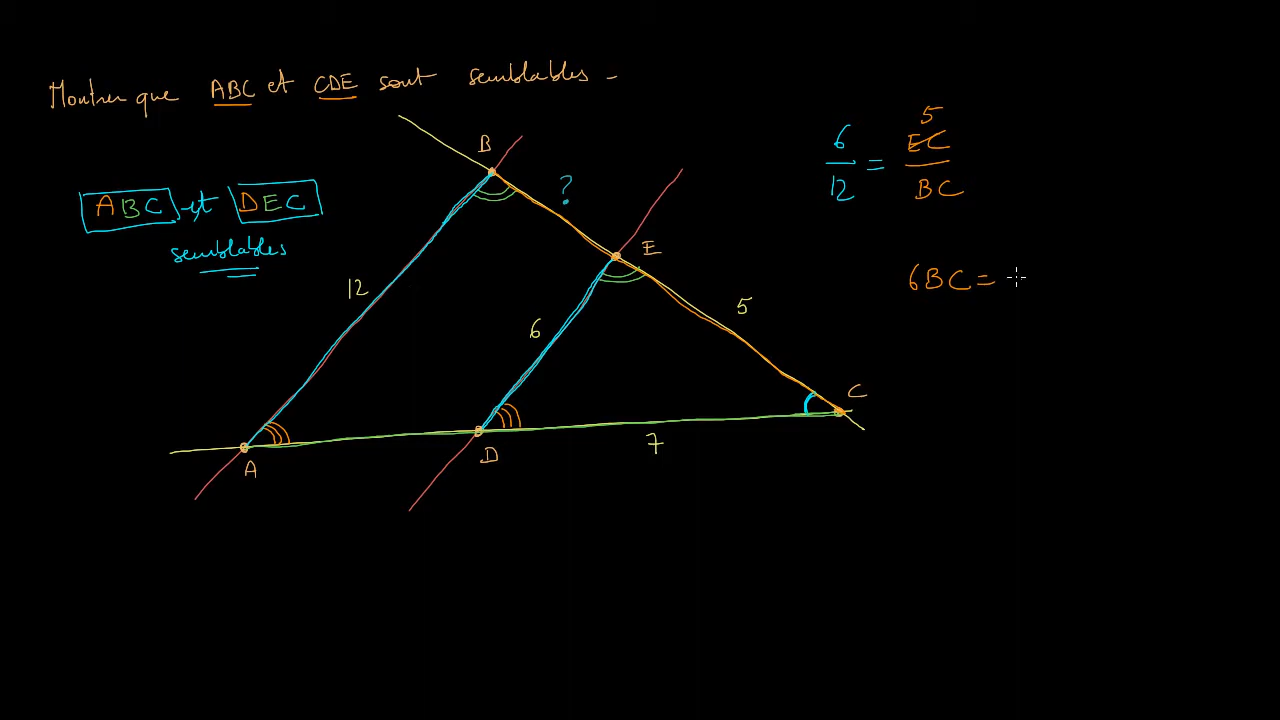 Montrer que ABC et CDE sont semblables -
ABC et DEC
semblables
B
?
E
12
6
5
A
D
7
C
6/12 = 5 EC/BC
6BC =